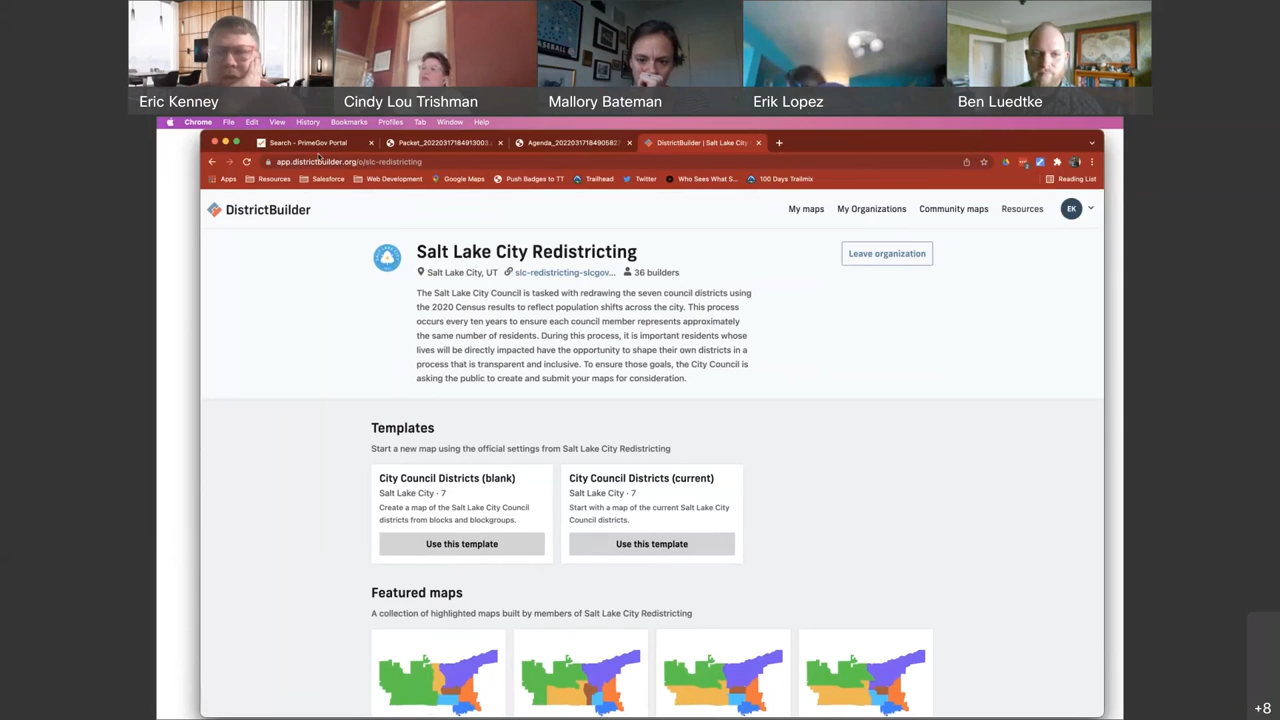 Eric Kenney
Cindy Lou Trishman
Mallory Bateman
Erik Lopez
Ben Luedtke
Chrome File Edit View History Bookmarks Profiles Tab Window Help
Search - PrimeGov Portal
Packet_2022031718491300​3...
Agenda_2022031718490582...
DistrictBuilder | Salt Lake City
app.districtbuilder.org/o/slc-redistricting
Apps Resources Salesforce Web Development Google Maps Push Badges to TT Trailhead Twitter Who Sees What S... 100 Days Trailmix Reading List
DistrictBuilder
My maps My Organizations Community maps Resources EK
Salt Lake City Redistricting
Leave organization
Salt Lake City, UT slc-redistricting-slcgov... 36 builders
The Salt Lake City Council is tasked with redrawing the seven council districts using
the 2020 Census results to reflect population shifts across the city. This process
occurs every ten years to ensure each council member represents approximately
the same number of residents. During this process, it is important residents whose
lives will be directly impacted have the opportunity to shape their own districts in a
process that is transparent and inclusive. To ensure those goals, the City Council is
asking the public to create and submit your maps for consideration.
Templates
Start a new map using the official settings from Salt Lake City Redistricting
City Council Districts (blank)
Salt Lake City · 7
Create a map of the Salt Lake City Council
districts from blocks and blockgroups.
Use this template
City Council Districts (current)
Salt Lake City · 7
Start with a map of the current Salt Lake City
Council districts.
Use this template
Featured maps
A collection of highlighted maps built by members of Salt Lake City Redistricting
+8